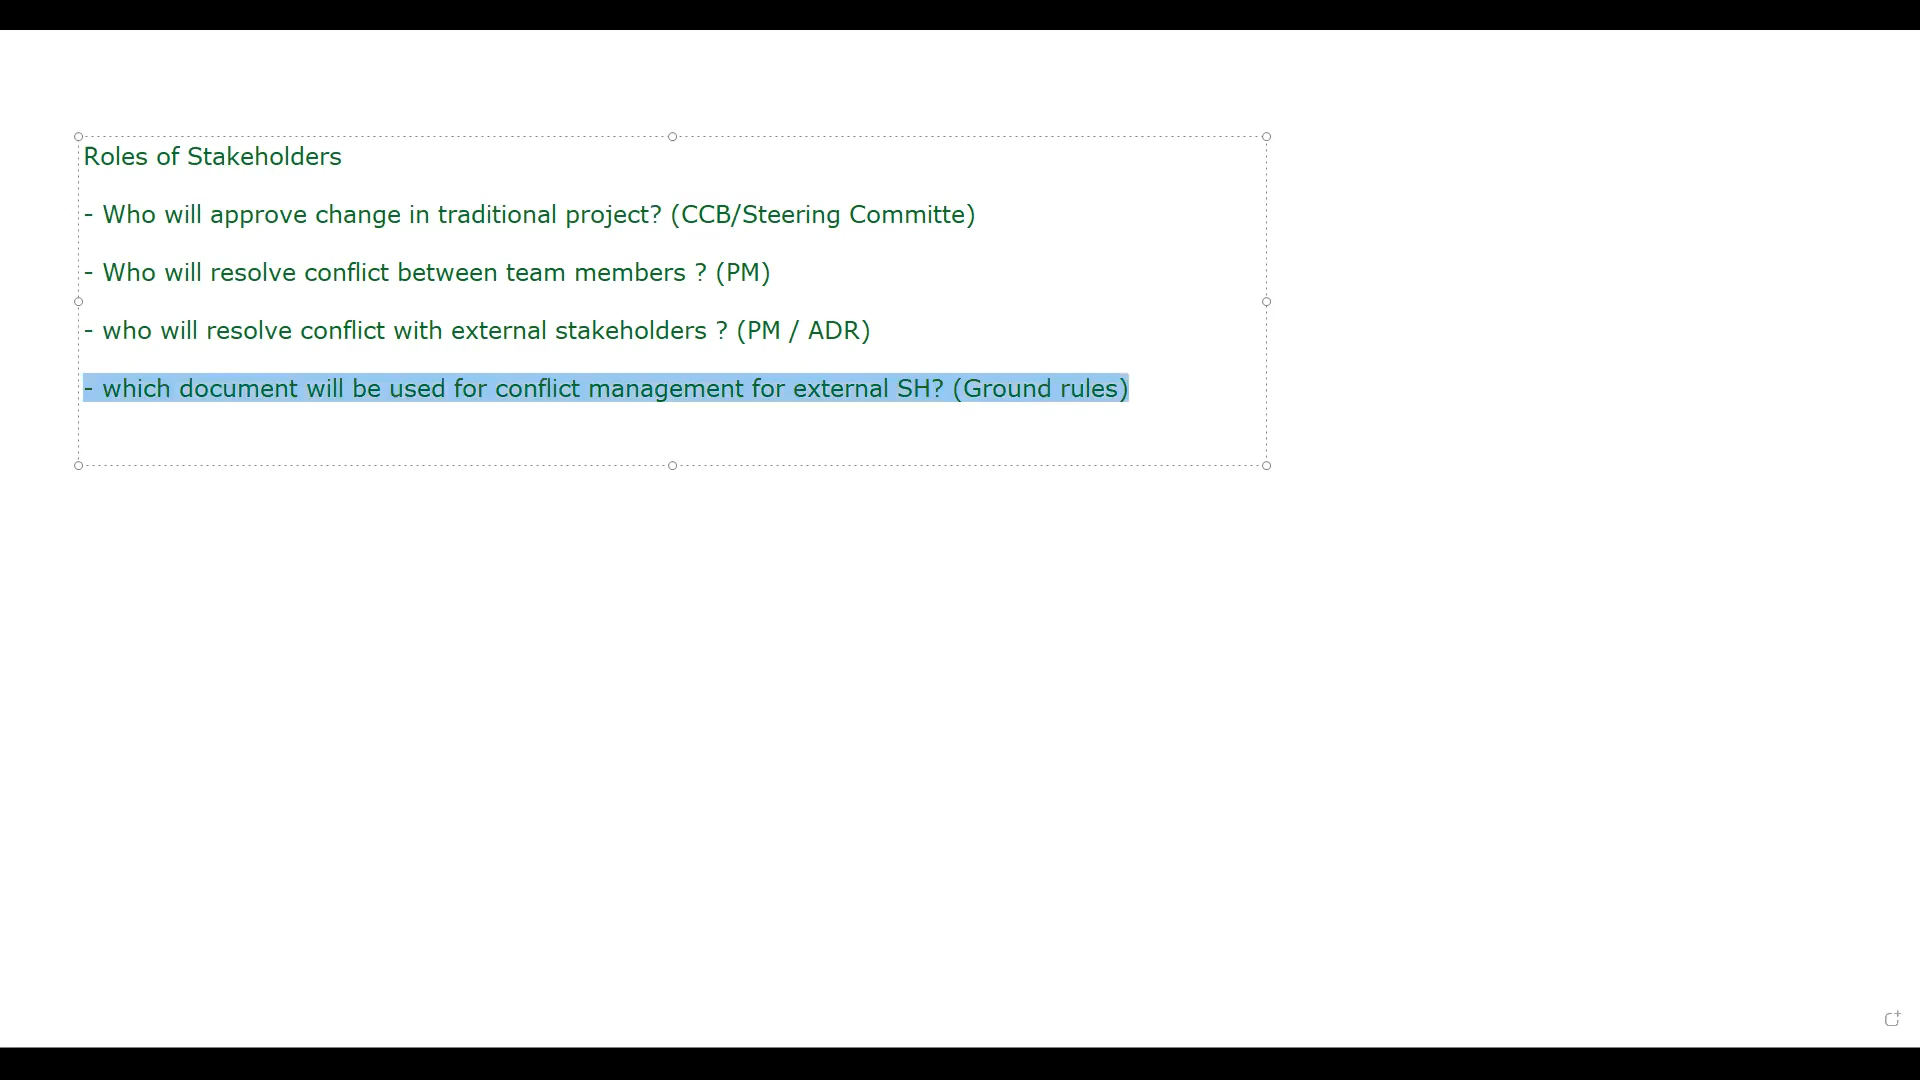 Roles of Stakeholders
- Who will approve change in traditional project? (CCB/Steering Committe)
- Who will resolve conflict between team members ? (PM)
- who will resolve conflict with external stakeholders ? (PM / ADR)
- which document will be used for conflict management for external SH? (Ground rules)